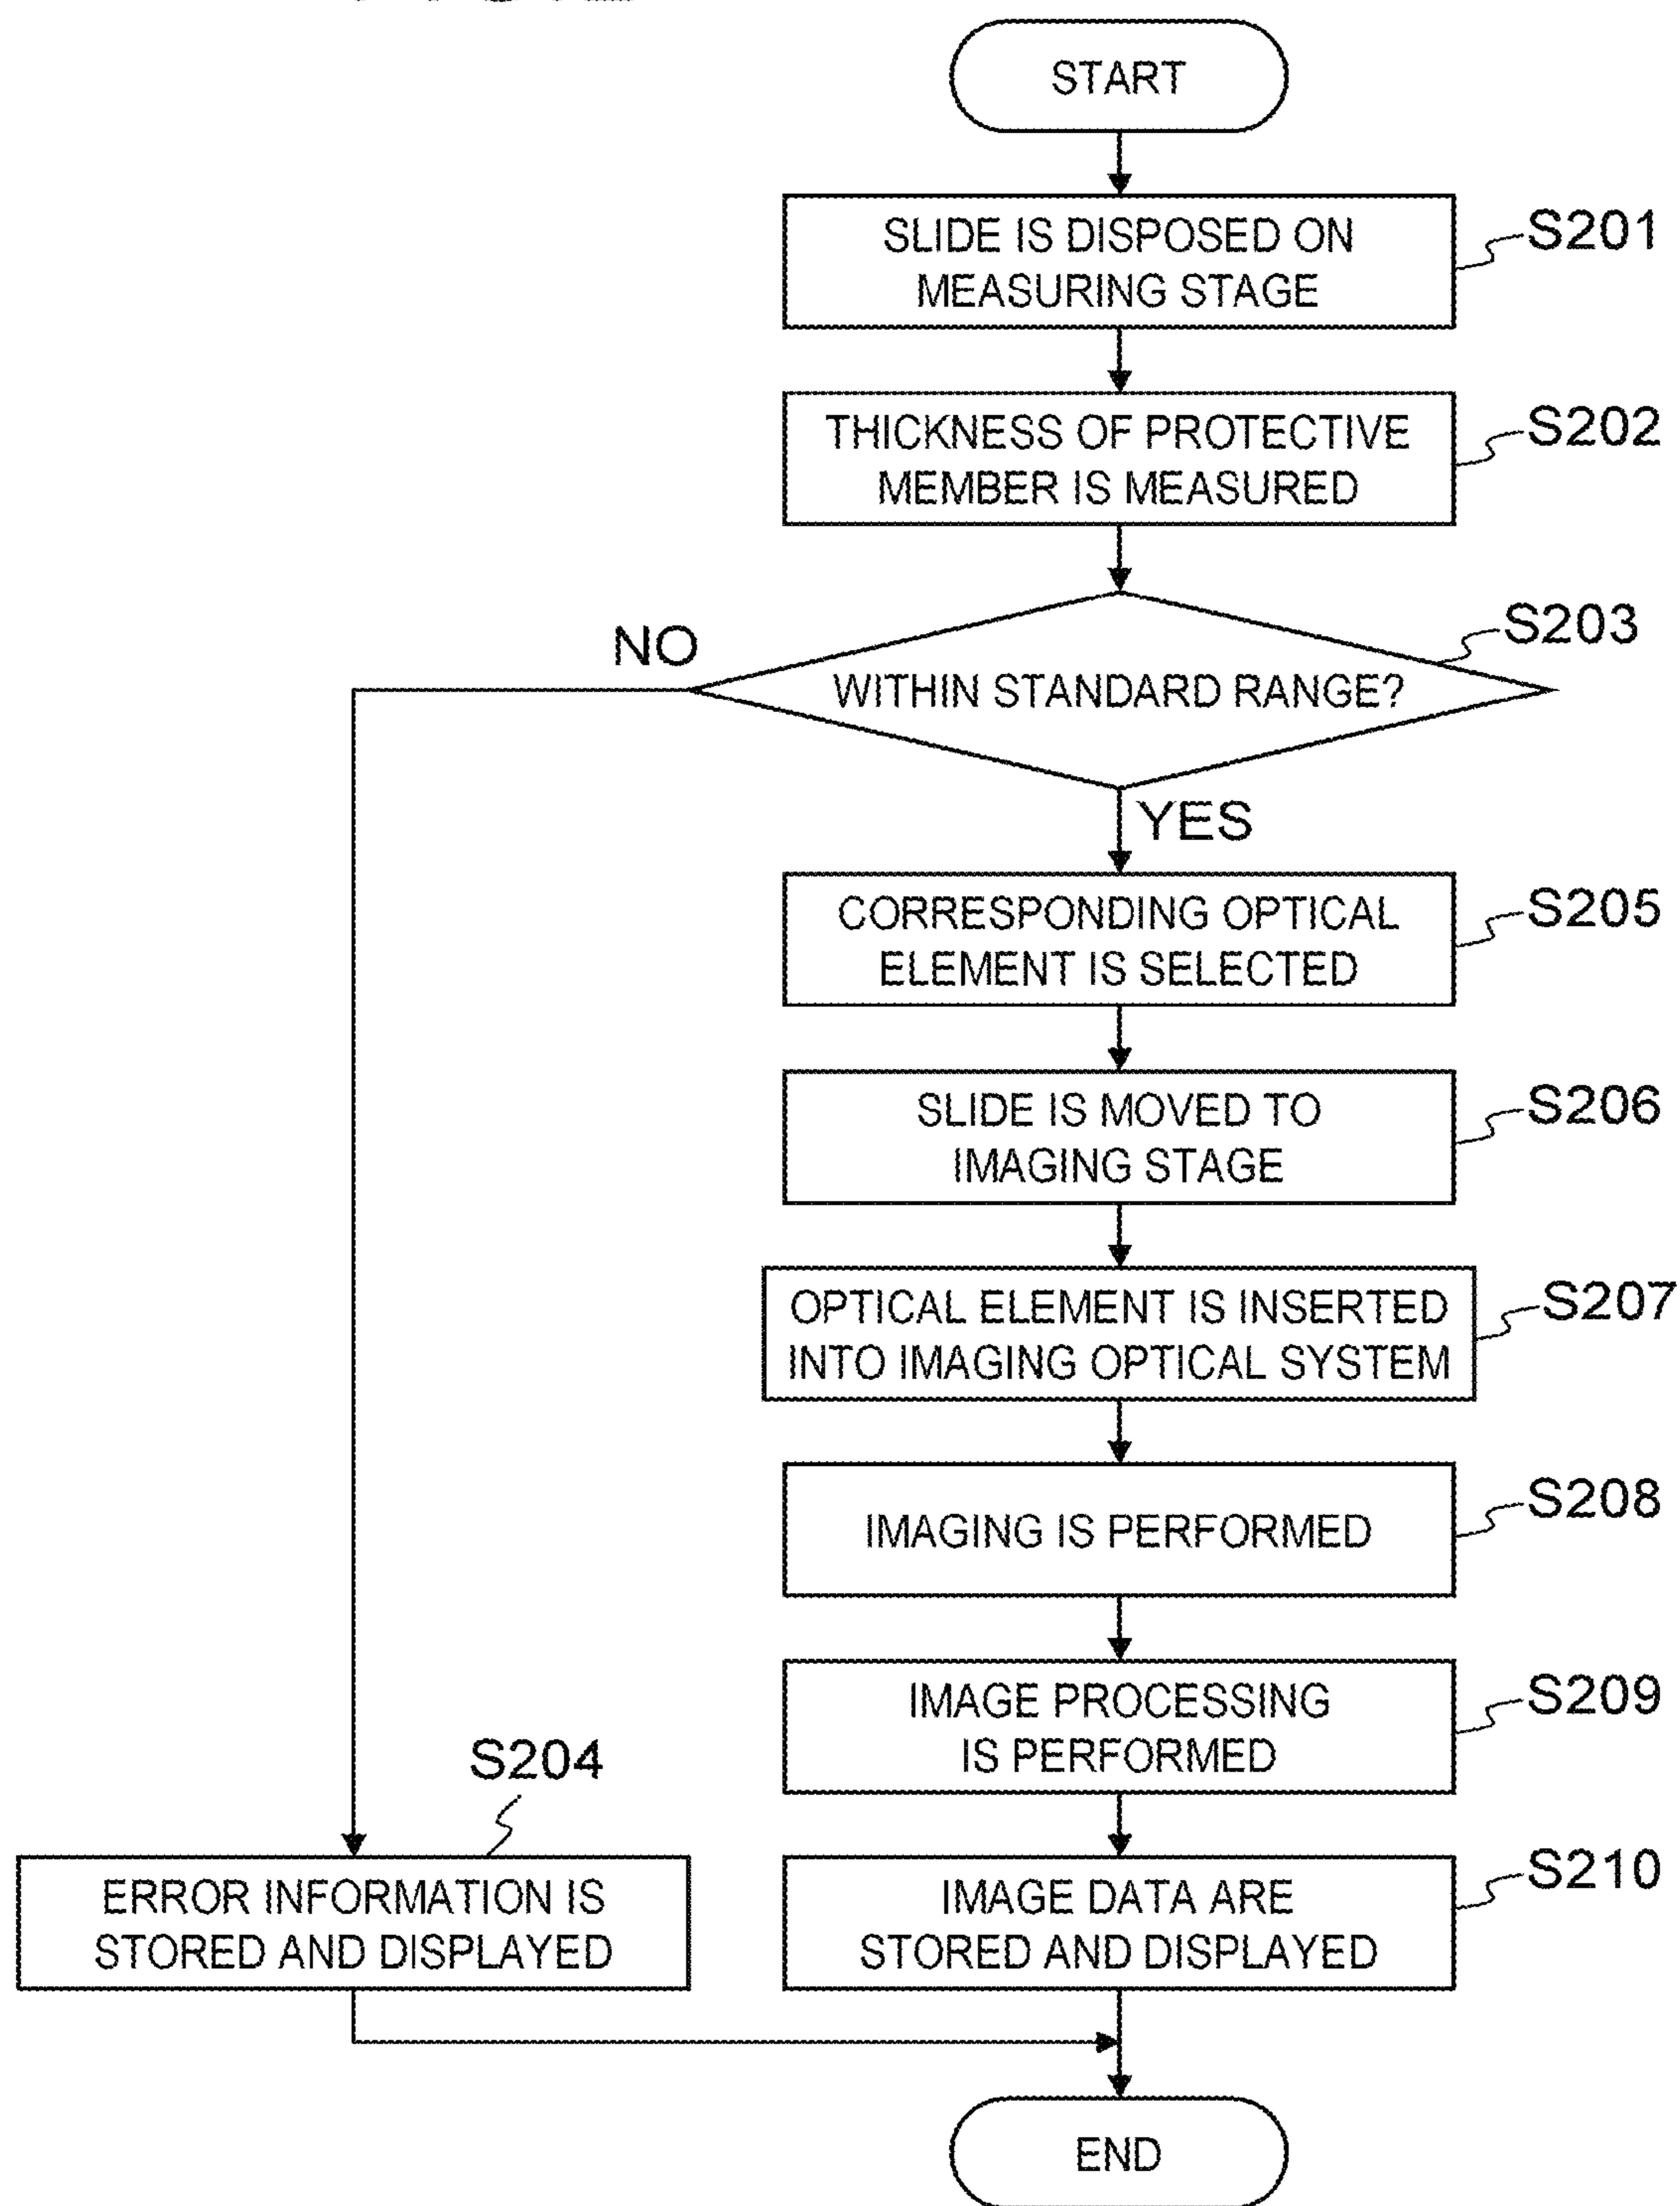 START
SLIDE IS DISPOSED ON
MEASURING STAGE
S201
THICKNESS OF PROTECTIVE
MEMBER IS MEASURED
S202
WITHIN STANDARD RANGE?
S203
NO
YES
CORRESPONDING OPTICAL
ELEMENT IS SELECTED
S205
SLIDE IS MOVED TO
IMAGING STAGE
S206
OPTICAL ELEMENT IS INSERTED
INTO IMAGING OPTICAL SYSTEM
S207
IMAGING IS PERFORMED
S208
IMAGE PROCESSING
IS PERFORMED
S209
S204
ERROR INFORMATION IS
STORED AND DISPLAYED
IMAGE DATA ARE
STORED AND DISPLAYED
S210
END